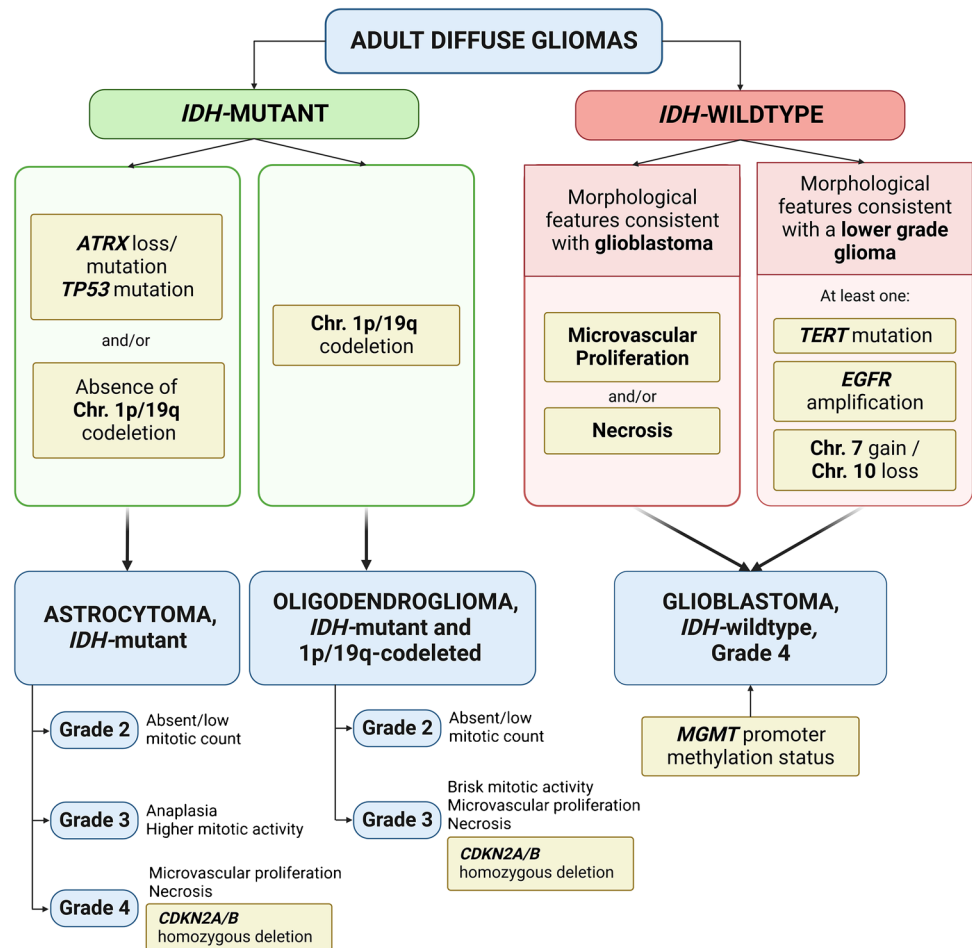 ADULT DIFFUSE GLIOMAS
IDH-MUTANT
IDH-WILDTYPE
ATRX loss/
mutation
TP53 mutation
and/or
Absence of
Chr. 1p/19q
codeletion
Chr. 1p/19q
codeletion
Morphological
features consistent
with glioblastoma
Microvascular
Proliferation
and/or
Necrosis
Morphological
features consistent
with a lower grade
glioma
At least one:
TERT mutation
EGFR
amplification
Chr. 7 gain /
Chr. 10 loss
ASTROCYTOMA,
IDH-mutant
Grade 2
Absent/low
mitotic count
Grade 3
Anaplasia
Higher mitotic activity
Grade 4
Microvascular proliferation
Necrosis
CDKN2A/B
homozygous deletion
OLIGODENDROGLIOMA,
IDH-mutant and
1p/19q-codeleted
Grade 2
Absent/low
mitotic count
Grade 3
Brisk mitotic activity
Microvascular proliferation
Necrosis
CDKN2A/B
homozygous deletion
GLIOBLASTOMA,
IDH-wildtype,
Grade 4
MGMT promoter
methylation status